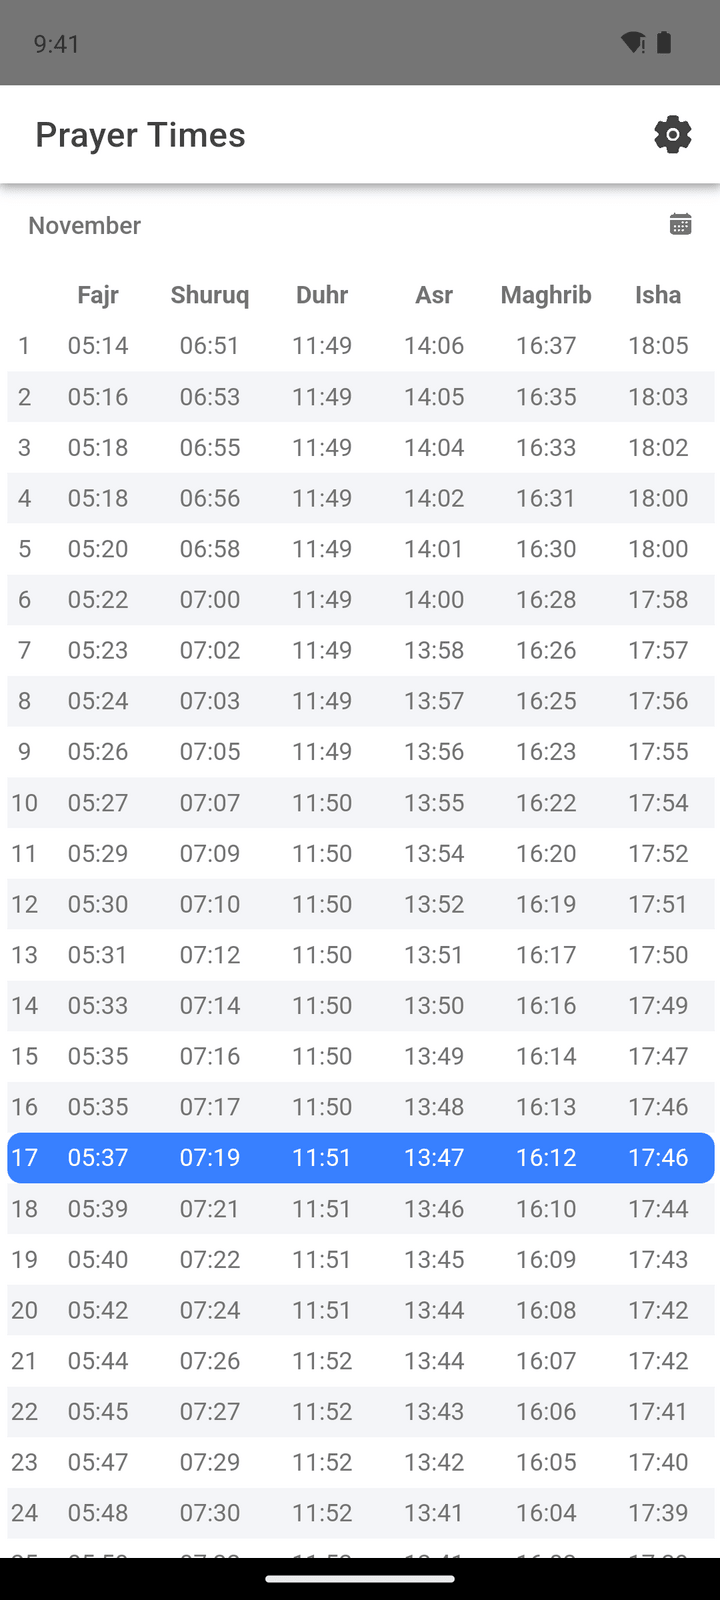 9:41
Prayer Times
November
Fajr Shuruq Duhr Asr Maghrib Isha
1 05:14 06:51 11:49 14:06 16:37 18:05
2 05:16 06:53 11:49 14:05 16:35 18:03
3 05:18 06:55 11:49 14:04 16:33 18:02
4 05:18 06:56 11:49 14:02 16:31 18:00
5 05:20 06:58 11:49 14:01 16:30 18:00
6 05:22 07:00 11:49 14:00 16:28 17:58
7 05:23 07:02 11:49 13:58 16:26 17:57
8 05:24 07:03 11:49 13:57 16:25 17:56
9 05:26 07:05 11:49 13:56 16:23 17:55
10 05:27 07:07 11:50 13:55 16:22 17:54
11 05:29 07:09 11:50 13:54 16:20 17:52
12 05:30 07:10 11:50 13:52 16:19 17:51
13 05:31 07:12 11:50 13:51 16:17 17:50
14 05:33 07:14 11:50 13:50 16:16 17:49
15 05:35 07:16 11:50 13:49 16:14 17:47
16 05:35 07:17 11:50 13:48 16:13 17:46
17 05:37 07:19 11:51 13:47 16:12 17:46
18 05:39 07:21 11:51 13:46 16:10 17:44
19 05:40 07:22 11:51 13:45 16:09 17:43
20 05:42 07:24 11:51 13:44 16:08 17:42
21 05:44 07:26 11:52 13:44 16:07 17:42
22 05:45 07:27 11:52 13:43 16:06 17:41
23 05:47 07:29 11:52 13:42 16:05 17:40
24 05:48 07:30 11:52 13:41 16:04 17:39